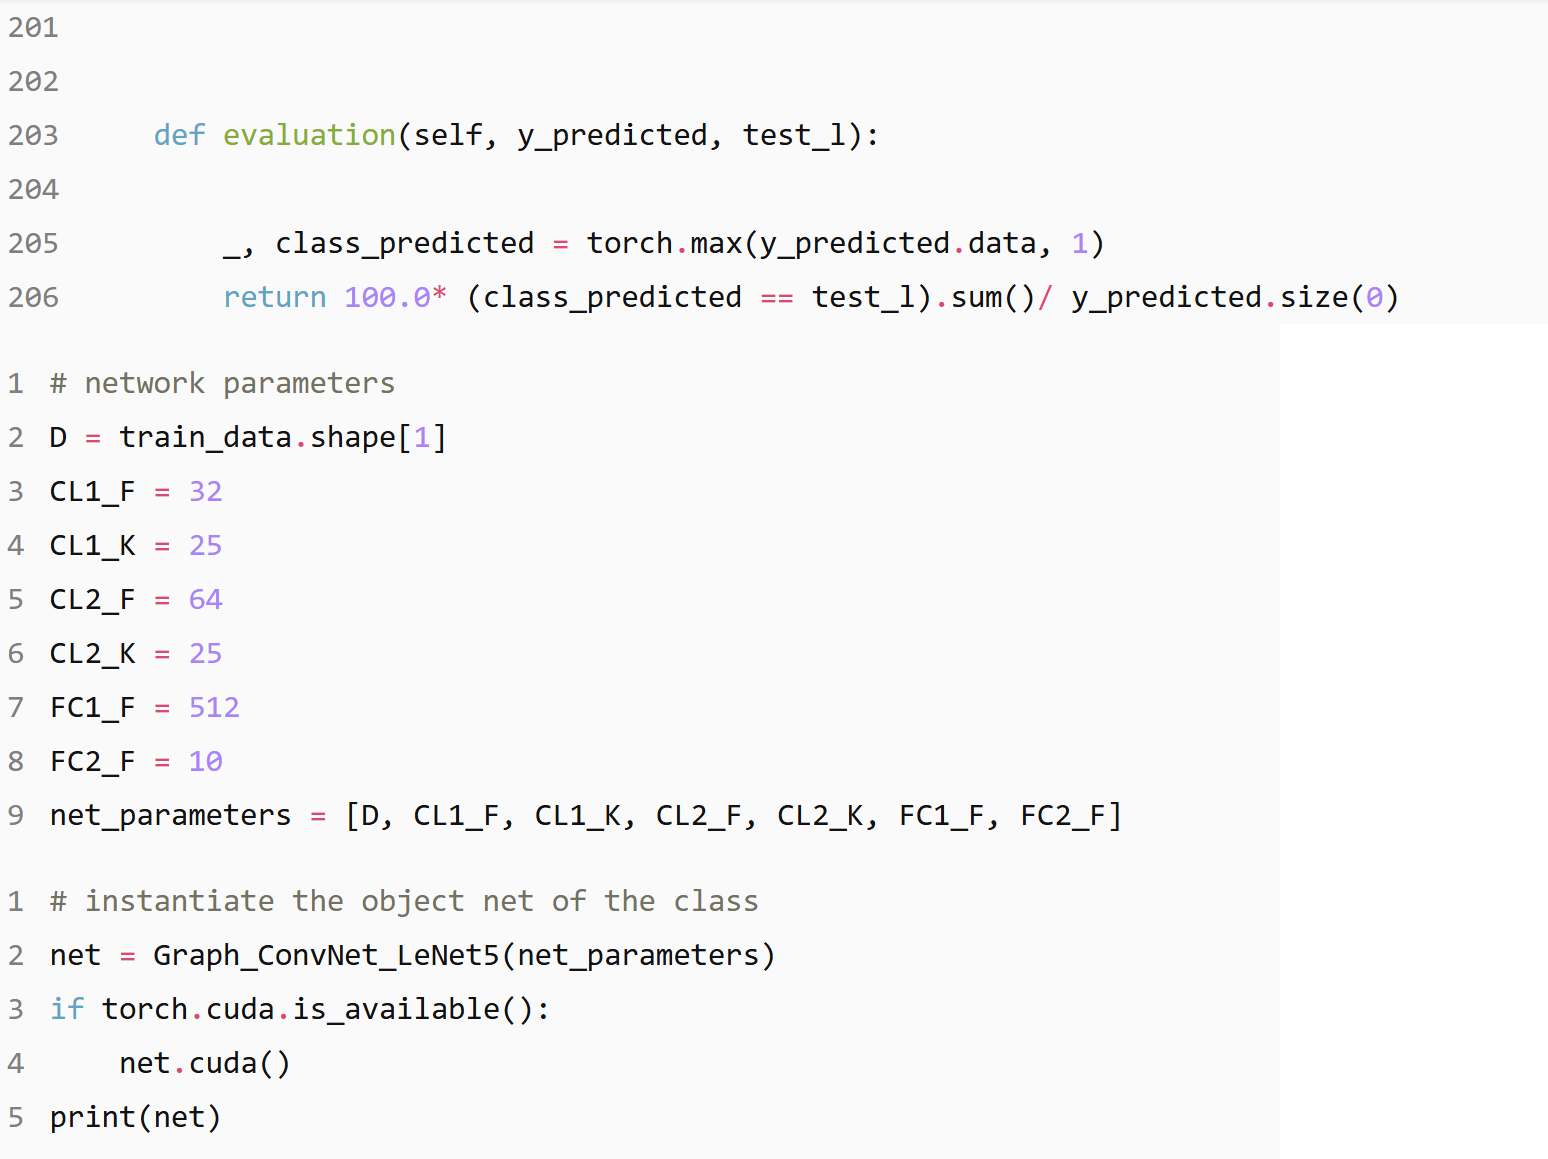 201
202
203 def evaluation(self, y_predicted, test_l):
204
205 _, class_predicted = torch.max(y_predicted.data, 1)
206 return 100.0* (class_predicted == test_l).sum()/ y_predicted.size(0)
1 # network parameters
2 D = train_data.shape[1]
3 CL1_F = 32
4 CL1_K = 25
5 CL2_F = 64
6 CL2_K = 25
7 FC1_F = 512
8 FC2_F = 10
9 net_parameters = [D, CL1_F, CL1_K, CL2_F, CL2_K, FC1_F, FC2_F]
1 # instantiate the object net of the class
2 net = Graph_ConvNet_LeNet5(net_parameters)
3 if torch.cuda.is_available():
4 net.cuda()
5 print(net)